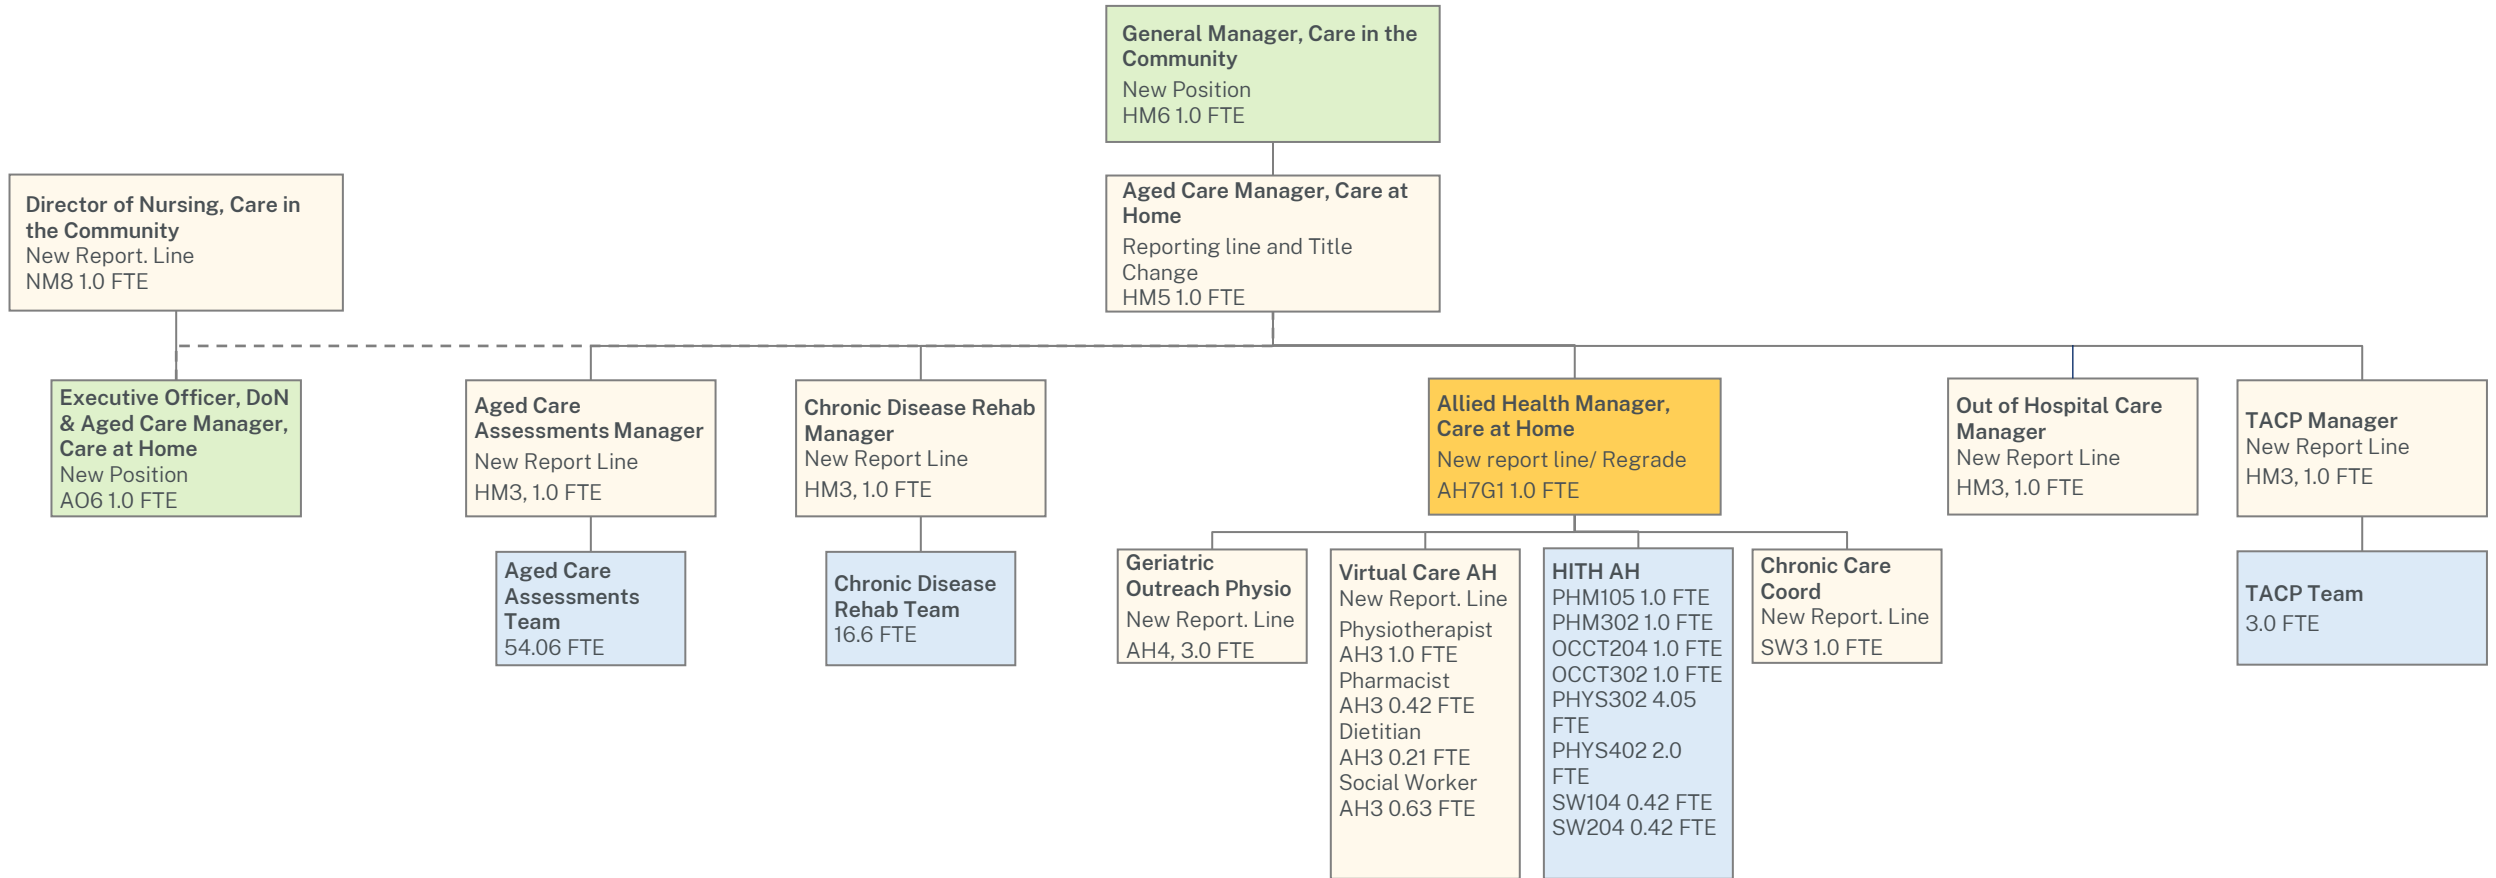 General Manager, Care in the
Community
New Position
HM6 1.0 FTE
Director of Nursing, Care in
the Community
New Report. Line
NM8 1.0 FTE
Aged Care Manager, Care at
Home
Reporting line and Title
Change
HM5 1.0 FTE
Executive Officer, DoN
& Aged Care Manager,
Care at Home
New Position
AO6 1.0 FTE
Aged Care
Assessments Manager
New Report Line
HM3, 1.0 FTE
Chronic Disease Rehab
Manager
New Report Line
HM3, 1.0 FTE
Allied Health Manager,
Care at Home
New report line/ Regrade
AH7G1 1.0 FTE
Out of Hospital Care
Manager
New Report Line
HM3, 1.0 FTE
TACP Manager
New Report Line
HM3, 1.0 FTE
Aged Care
Assessments
Team
54.06 FTE
Chronic Disease
Rehab Team
16.6 FTE
Geriatric
Outreach Physio
New Report. Line
AH4, 3.0 FTE
Virtual Care AH
New Report. Line
Physiotherapist
AH3 1.0 FTE
Pharmacist
AH3 0.42 FTE
Dietitian
AH3 0.21 FTE
Social Worker
AH3 0.63 FTE
HITH AH
PHM105 1.0 FTE
PHM302 1.0 FTE
OCCT204 1.0 FTE
OCCT302 1.0 FTE
PHYS302 4.05
FTE
PHYS402 2.0
FTE
SW104 0.42 FTE
SW204 0.42 FTE
Chronic Care
Coord
New Report. Line
SW3 1.0 FTE
TACP Team
3.0 FTE